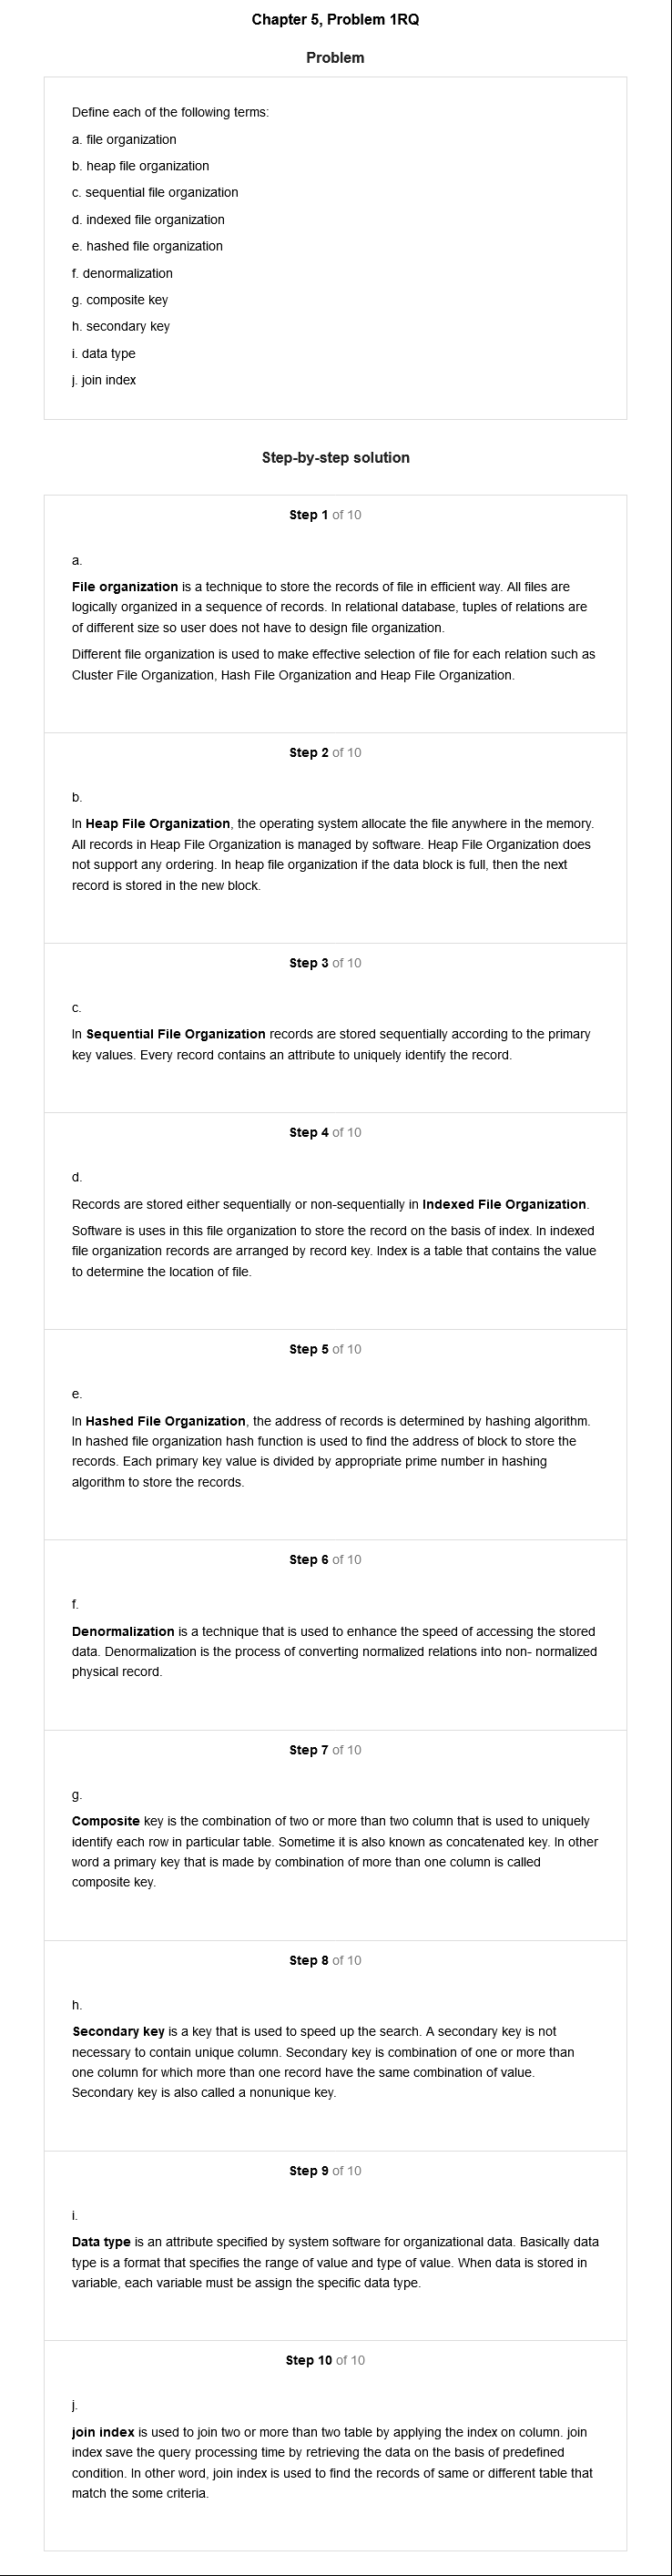 Chapter 5, Problem 1RQ
Problem
Define each of the following terms:
a. file organization
b. heap file organization
c. sequential file organization
d. indexed file organization
e. hashed file organization
f. denormalization
g. composite key
h. secondary key
i. data type
j. join index
Step-by-step solution
Step 1 of 10
a.
File organization is a technique to store the records of file in efficient way. All files are
logically organized in a sequence of records. In relational database, tuples of relations are
of different size so user does not have to design file organization.
Different file organization is used to make effective selection of file for each relation such as
Cluster File Organization, Hash File Organization and Heap File Organization.
Step 2 of 10
b.
In Heap File Organization, the operating system allocate the file anywhere in the memory.
All records in Heap File Organization is managed by software. Heap File Organization does
not support any ordering. In heap file organization if the data block is full, then the next
record is stored in the new block.
Step 3 of 10
c.
In Sequential File Organization records are stored sequentially according to the primary
key values. Every record contains an attribute to uniquely identify the record.
Step 4 of 10
d.
Records are stored either sequentially or non-sequentially in Indexed File Organization.
Software is uses in this file organization to store the record on the basis of index. In indexed
file organization records are arranged by record key. Index is a table that contains the value
to determine the location of file.
Step 5 of 10
e.
In Hashed File Organization, the address of records is determined by hashing algorithm.
In hashed file organization hash function is used to find the address of block to store the
records. Each primary key value is divided by appropriate prime number in hashing
algorithm to store the records.
Step 6 of 10
f.
Denormalization is a technique that is used to enhance the speed of accessing the stored
data. Denormalization is the process of converting normalized relations into non- normalized
physical record.
Step 7 of 10
g.
Composite key is the combination of two or more than two column that is used to uniquely
identify each row in particular table. Sometime it is also known as concatenated key. In other
word a primary key that is made by combination of more than one column is called
composite key.
Step 8 of 10
h.
Secondary key is a key that is used to speed up the search. A secondary key is not
necessary to contain unique column. Secondary key is combination of one or more than
one column for which more than one record have the same combination of value.
Secondary key is also called a nonunique key.
Step 9 of 10
i.
Data type is an attribute specified by system software for organizational data. Basically data
type is a format that specifies the range of value and type of value. When data is stored in
variable, each variable must be assign the specific data type.
Step 10 of 10
j.
join index is used to join two or more than two table by applying the index on column. join
index save the query processing time by retrieving the data on the basis of predefined
condition. In other word, join index is used to find the records of same or different table that
match the some criteria.